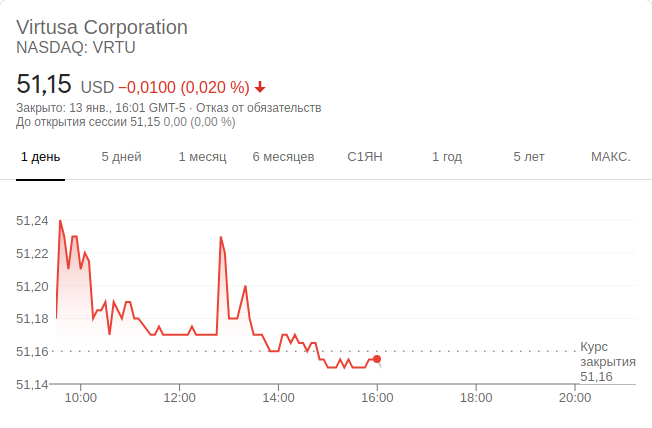 Virtusa Corporation
NASDAQ: VRTU
51,15 USD −0,0100 (0,020 %)
Закрыто: 13 янв., 16:01 GMT-5 · Отказ от обязательств
До открытия сессии 51,15 0,00 (0,00 %)
1 день 5 дней 1 месяц 6 месяцев С1ЯН 1 год 5 лет МАКС.
51,24
51,22
51,20
51,18
51,16
51,14
Курс
закрытия
51,16
10:00 12:00 14:00 16:00 18:00 20:00